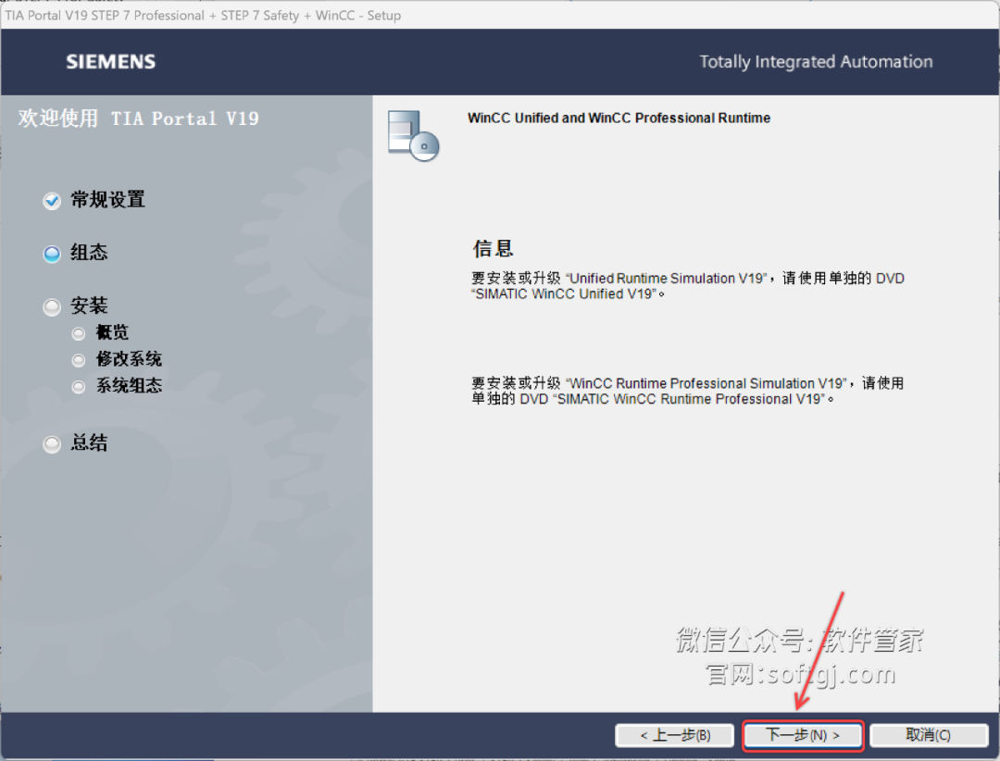 TIA Portal V19 STEP 7 Professional + STEP 7 Safety + WinCC - Setup
SIEMENS
Totally Integrated Automation
欢迎使用 TIA Portal V19
常规设置
组态
安装
概览
修改系统
系统组态
总结
WinCC Unified and WinCC Professional Runtime
信息
要安装或升级 “Unified Runtime Simulation V19”，请使用单独的 DVD
“SIMATIC WinCC Unified V19”。
要安装或升级 “WinCC Runtime Professional Simulation V19”，请使用
单独的 DVD “SIMATIC WinCC Runtime Professional V19”。
微信公众号：软件管家
官网:softgj.com
< 上一步(B)
下一步(N) >
取消(C)